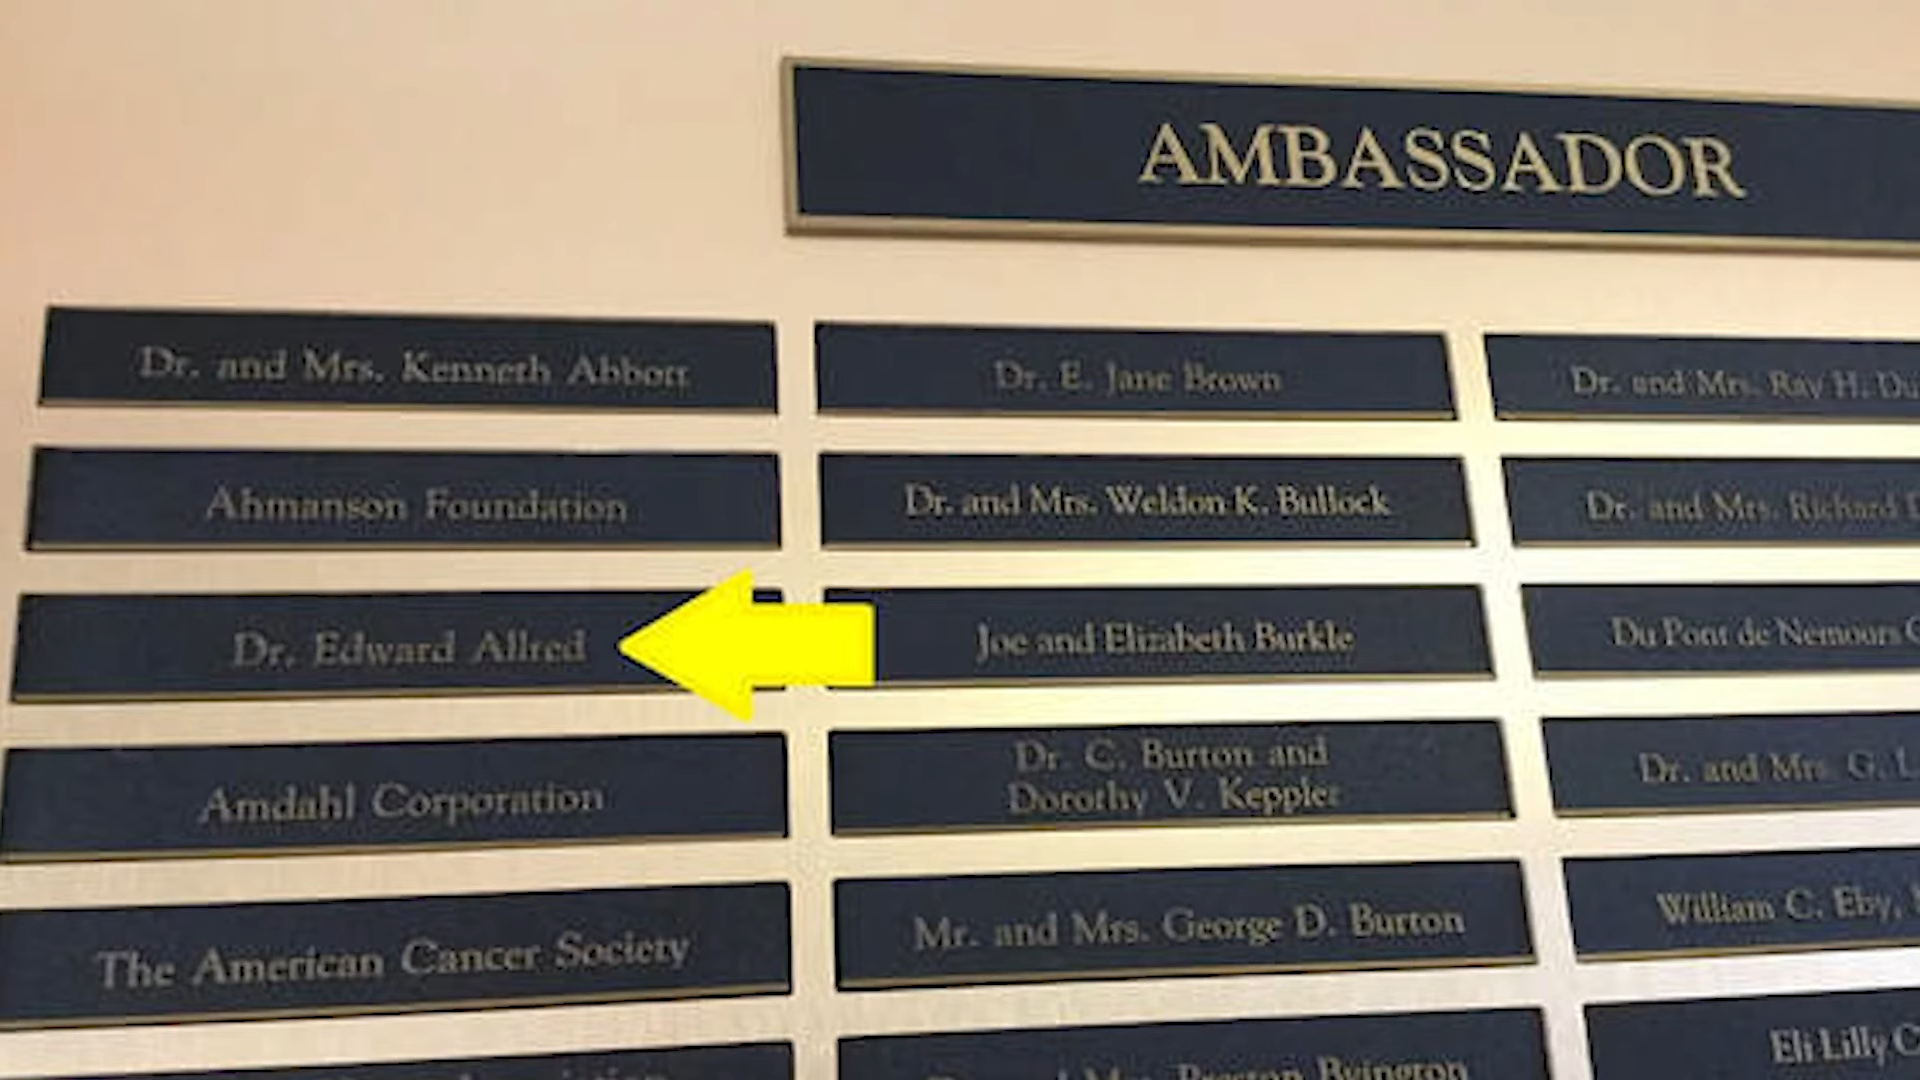 AMBASSADOR
Dr. and Mrs. Kenneth Abbott
Dr. E. Jane Brown
Dr. and Mrs. Ray H.
Ahmanson Foundation
Dr. and Mrs. Weldon K. Bullock
Dr. and Mrs. Richard
Dr. Edward Allred
Joe and Elizabeth Burkle
Du Pont de Nemours
Amdahl Corporation
Dr. C. Burton and
Dorothy V. Keppler
Dr. and Mrs. G.
The American Cancer Society
Mr. and Mrs. George D. Burton
William C. Eby,
Mrs. Preston Byington
Eli Lilly